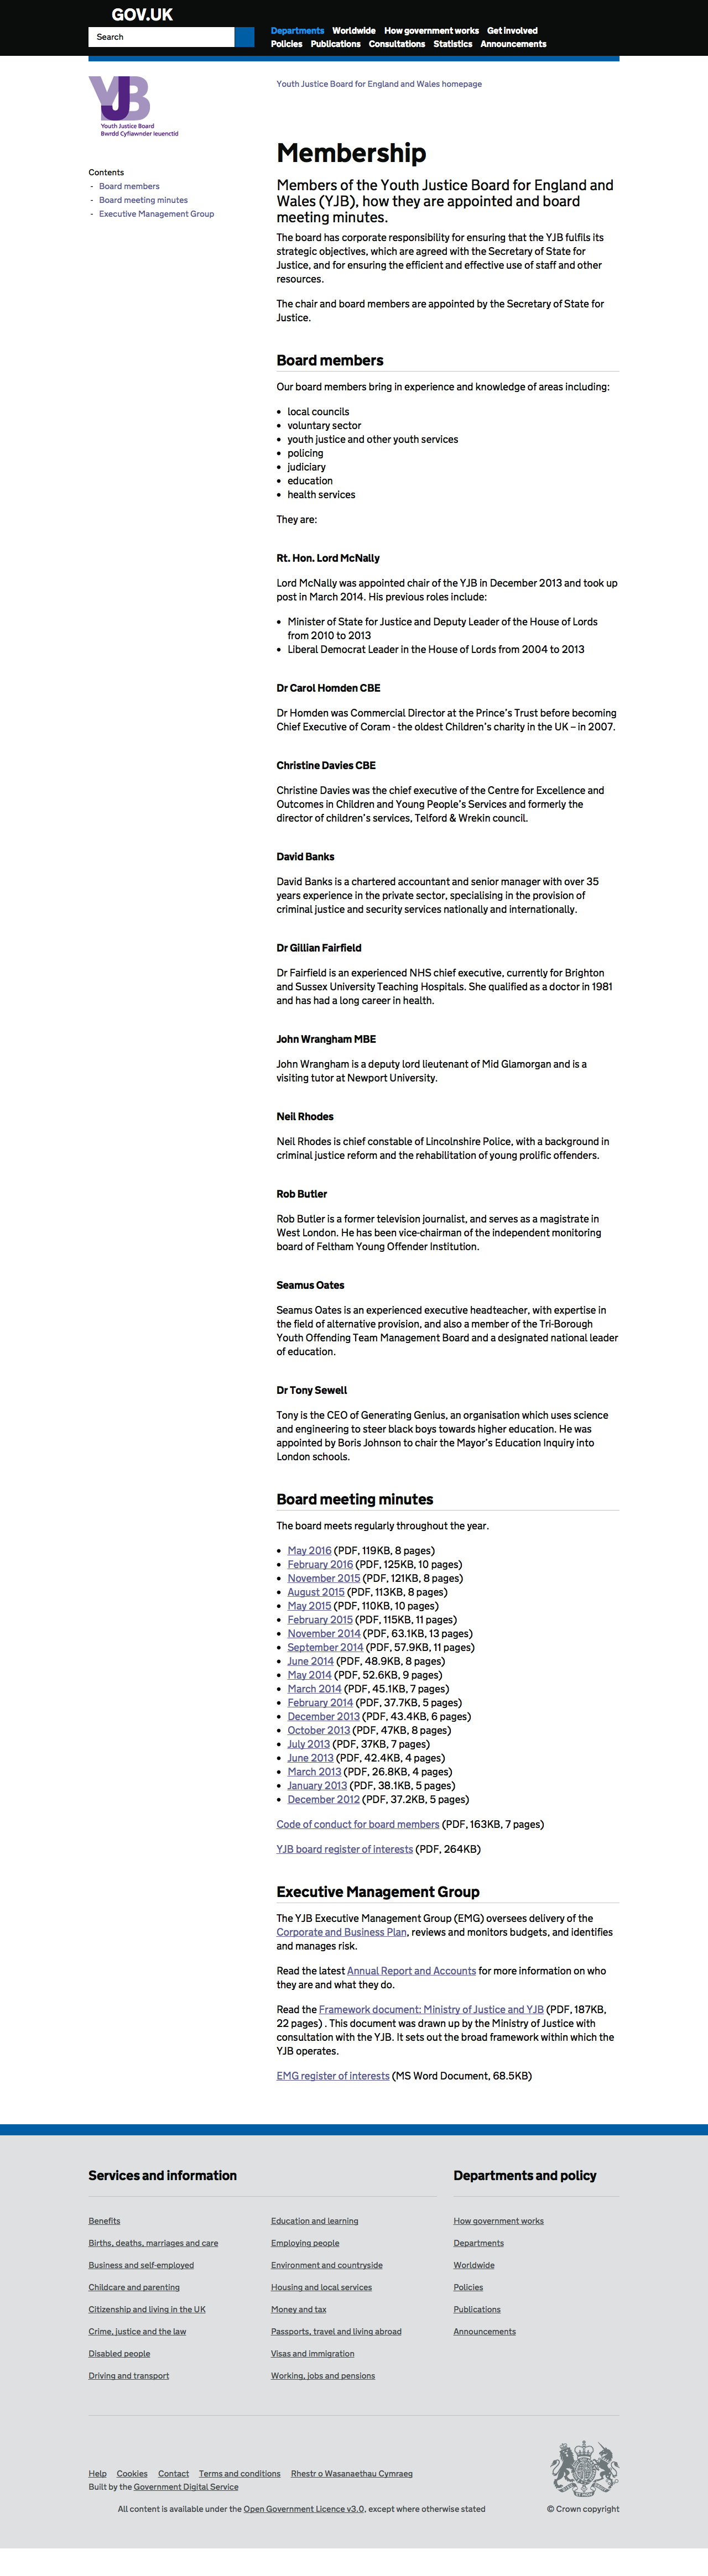 GOV.UK
Search
Departments Worldwide How government works Get involved
Policies Publications Consultations Statistics Announcements
YJB
Youth Justice Board
Bwrdd Cyfiawnder Ieuenctid
Youth Justice Board for England and Wales homepage
Contents
- Board members
- Board meeting minutes
- Executive Management Group
Membership
Members of the Youth Justice Board for England and
Wales (YJB), how they are appointed and board
meeting minutes.
The board has corporate responsibility for ensuring that the YJB fulfils its
strategic objectives, which are agreed with the Secretary of State for
Justice, and for ensuring the efficient and effective use of staff and other
resources.
The chair and board members are appointed by the Secretary of State for
Justice.
Board members
Our board members bring in experience and knowledge of areas including:
• local councils
• voluntary sector
• youth justice and other youth services
• policing
• judiciary
• education
• health services
They are:
Rt. Hon. Lord McNally
Lord McNally was appointed chair of the YJB in December 2013 and took up
post in March 2014. His previous roles include:
• Minister of State for Justice and Deputy Leader of the House of Lords
from 2010 to 2013
• Liberal Democrat Leader in the House of Lords from 2004 to 2013
Dr Carol Homden CBE
Dr Homden was Commercial Director at the Prince's Trust before becoming
Chief Executive of Coram - the oldest Children's charity in the UK – in 2007.
Christine Davies CBE
Christine Davies was the chief executive of the Centre for Excellence and
Outcomes in Children and Young People's Services and formerly the
director of children's services, Telford & Wrekin council.
David Banks
David Banks is a chartered accountant and senior manager with over 35
years experience in the private sector, specialising in the provision of
criminal justice and security services nationally and internationally.
Dr Gillian Fairfield
Dr Fairfield is an experienced NHS chief executive, currently for Brighton
and Sussex University Teaching Hospitals. She qualified as a doctor in 1981
and has had a long career in health.
John Wrangham MBE
John Wrangham is a deputy lord lieutenant of Mid Glamorgan and is a
visiting tutor at Newport University.
Neil Rhodes
Neil Rhodes is chief constable of Lincolnshire Police, with a background in
criminal justice reform and the rehabilitation of young prolific offenders.
Rob Butler
Rob Butler is a former television journalist, and serves as a magistrate in
West London. He has been vice-chairman of the independent monitoring
board of Feltham Young Offender Institution.
Seamus Oates
Seamus Oates is an experienced executive headteacher, with expertise in
the field of alternative provision, and also a member of the Tri-Borough
Youth Offending Team Management Board and a designated national leader
of education.
Dr Tony Sewell
Tony is the CEO of Generating Genius, an organisation which uses science
and engineering to steer black boys towards higher education. He was
appointed by Boris Johnson to chair the Mayor's Education Inquiry into
London schools.
Board meeting minutes
The board meets regularly throughout the year.
• May 2016 (PDF, 119KB, 8 pages)
• February 2016 (PDF, 125KB, 10 pages)
• November 2015 (PDF, 121KB, 8 pages)
• August 2015 (PDF, 113KB, 8 pages)
• May 2015 (PDF, 110KB, 10 pages)
• February 2015 (PDF, 115KB, 11 pages)
• November 2014 (PDF, 63.1KB, 13 pages)
• September 2014 (PDF, 57.9KB, 11 pages)
• June 2014 (PDF, 48.9KB, 8 pages)
• May 2014 (PDF, 52.6KB, 9 pages)
• March 2014 (PDF, 45.1KB, 7 pages)
• February 2014 (PDF, 37.7KB, 5 pages)
• December 2013 (PDF, 43.4KB, 6 pages)
• October 2013 (PDF, 47KB, 8 pages)
• July 2013 (PDF, 37KB, 7 pages)
• June 2013 (PDF, 42.4KB, 4 pages)
• March 2013 (PDF, 26.8KB, 4 pages)
• January 2013 (PDF, 38.1KB, 5 pages)
• December 2012 (PDF, 37.2KB, 5 pages)
Code of conduct for board members (PDF, 163KB, 7 pages)
YJB board register of interests (PDF, 264KB)
Executive Management Group
The YJB Executive Management Group (EMG) oversees delivery of the
Corporate and Business Plan, reviews and monitors budgets, and identifies
and manages risk.
Read the latest Annual Report and Accounts for more information on who
they are and what they do.
Read the Framework document: Ministry of Justice and YJB (PDF, 187KB,
22 pages) . This document was drawn up by the Ministry of Justice with
consultation with the YJB. It sets out the broad framework within which the
YJB operates.
EMG register of interests (MS Word Document, 68.5KB)
Services and information
Benefits
Births, deaths, marriages and care
Business and self-employed
Childcare and parenting
Citizenship and living in the UK
Crime, justice and the law
Disabled people
Driving and transport
Education and learning
Employing people
Environment and countryside
Housing and local services
Money and tax
Passports, travel and living abroad
Visas and immigration
Working, jobs and pensions
Departments and policy
How government works
Departments
Worldwide
Policies
Publications
Announcements
Help Cookies Contact Terms and conditions Rhestr o Wasanaethau Cymraeg
Built by the Government Digital Service
All content is available under the Open Government Licence v3.0, except where otherwise stated
© Crown copyright